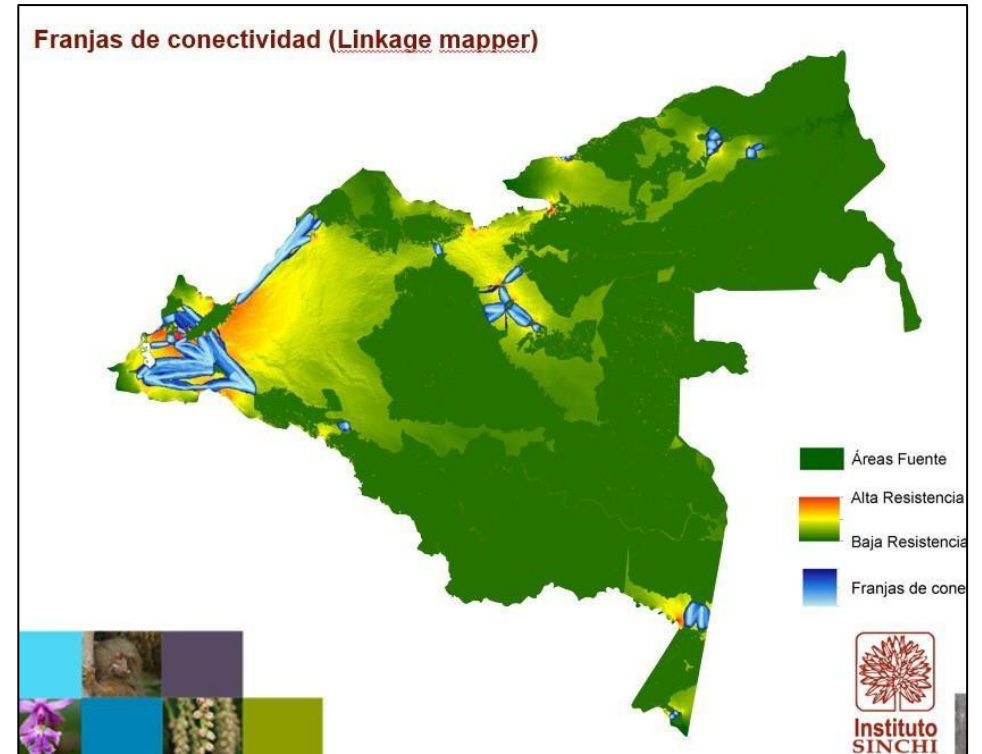 Franjas de conectividad (Linkage mapper)
Áreas Fuente
Alta Resistencia
Baja Resistencia
Franjas de cone
Instituto
SINCHI